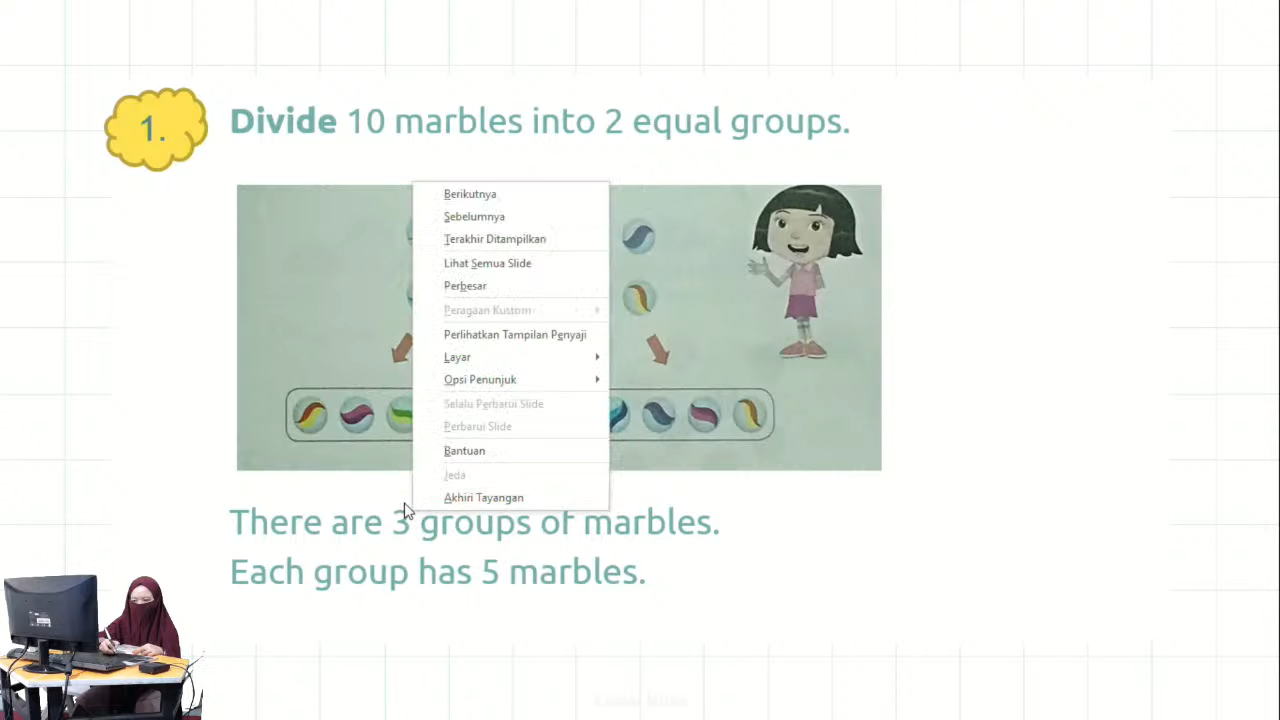 1.
Divide 10 marbles into 2 equal groups.
Berikutnya
Sebelumnya
Terakhir Ditampilkan
Lihat Semua Slide
Perbesar
Peragaan Kustom
Perlihatkan Tampilan Penyaji
Layar
Opsi Penunjuk
Selalu Perbarui Slide
Perbarui Slide
Bantuan
Jeda
Akhiri Tayangan
There are 3 groups of marbles.
Each group has 5 marbles.